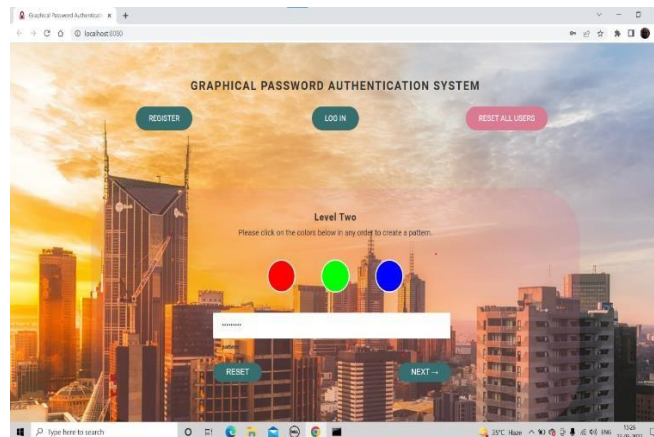 Graphical Password Authenticati
localhost:8080
GRAPHICAL PASSWORD AUTHENTICATION SYSTEM
REGISTER
LOG IN
RESET ALL USERS
Level Two
Please click on the colors below in any order to create a pattern.
pattern
RESET
NEXT →
Type here to search
35°C Haze
ENG